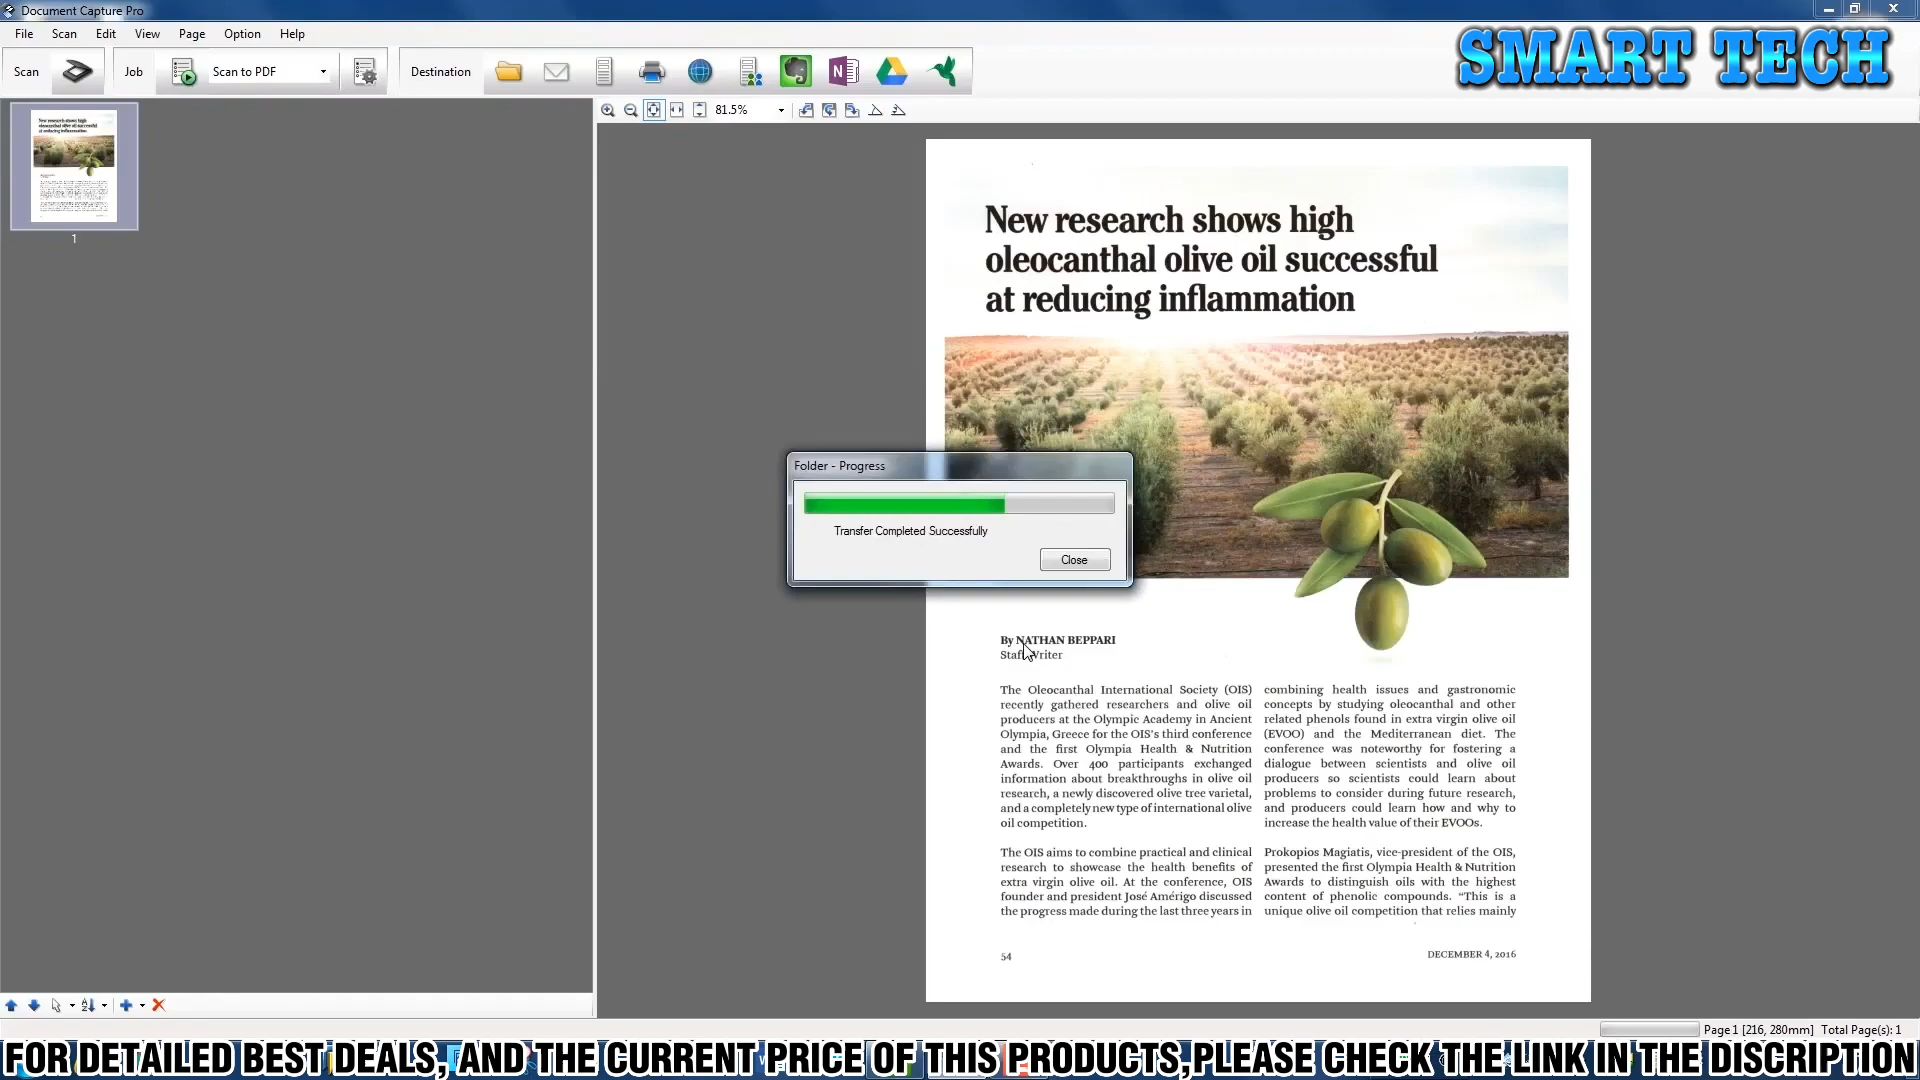 Document Capture Pro
File Scan Edit View Page Option Help
SMART TECH
Scan Job Scan to PDF Destination
81.5%
1
New research shows high
oleocanthal olive oil successful
at reducing inflammation
Folder - Progress
Transfer Completed Successfully
Close
By NATHAN BEPPARI
Staff Writer
The Oleocanthal International Society (OIS)
recently gathered researchers and olive oil
producers at the Olympic Academy in Ancient
Olympia, Greece for the OIS's third conference
and the first Olympia Health & Nutrition
Awards. Over 400 participants exchanged
information about breakthroughs in olive oil
research, a newly discovered olive tree varietal,
and a completely new type of international olive
oil competition.
The OIS aims to combine practical and clinical
research to showcase the health benefits of
extra virgin olive oil. At the conference, OIS
founder and president José Amérigo discussed
the progress made during the last three years in
combining health issues and gastronomic
concepts by studying oleocanthal and other
related phenols found in extra virgin olive oil
(EVOO) and the Mediterranean diet. The
conference was noteworthy for fostering a
dialogue between scientists and olive oil
producers so scientists could learn about
problems to consider during future research,
and producers could learn how and why to
increase the health value of their EVOOs.
Prokopios Magiatis, vice-president of the OIS,
presented the first Olympia Health & Nutrition
Awards to distinguish oils with the highest
content of phenolic compounds. “This is a
unique olive oil competition that relies mainly
54
DECEMBER 4, 2016
Page 1 [216, 280mm] Total Page(s): 1
FOR DETAILED BEST DEALS, AND THE CURRENT PRICE OF THIS PRODUCTS,PLEASE CHECK THE LINK IN THE DISCRIPTION